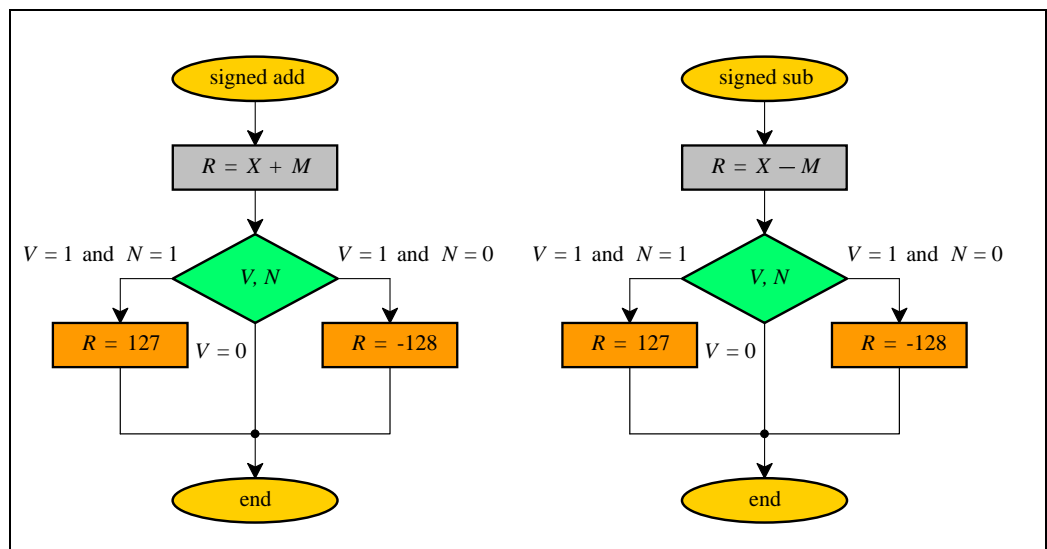 signed add
R = X + M
V = 1 and N = 1
V = 1 and N = 0
V, N
R = 127
V = 0
R = -128
end
signed sub
R = X – M
V = 1 and N = 1
V = 1 and N = 0
V, N
R = 127
V = 0
R = -128
end